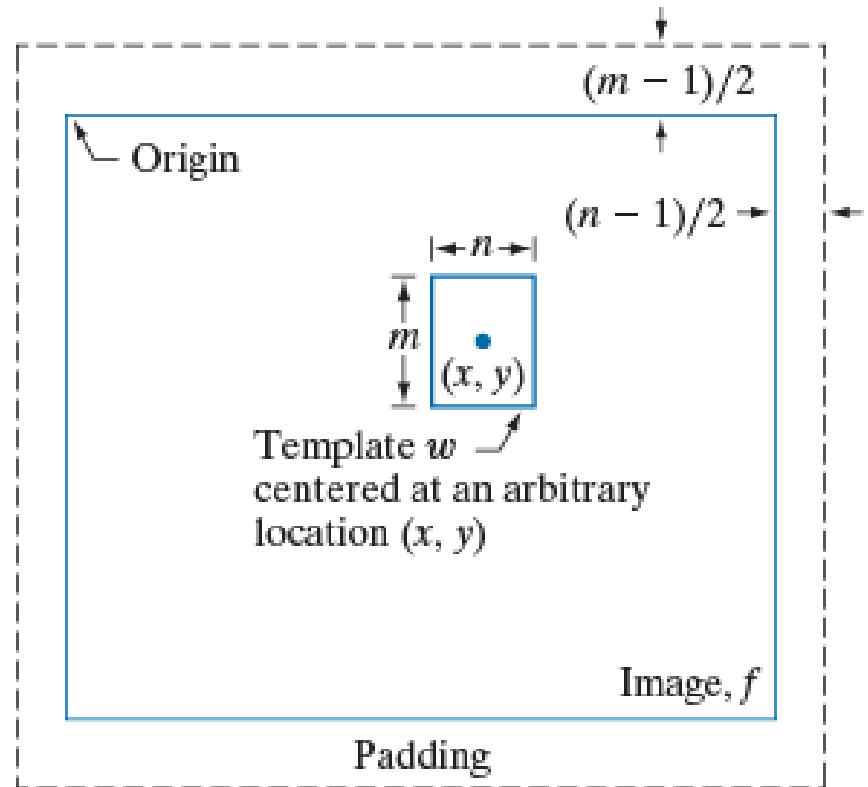 (m − 1)/2
Origin
(n − 1)/2
n
m
(x, y)
Template w
centered at an arbitrary
location (x, y)
Image, f
Padding